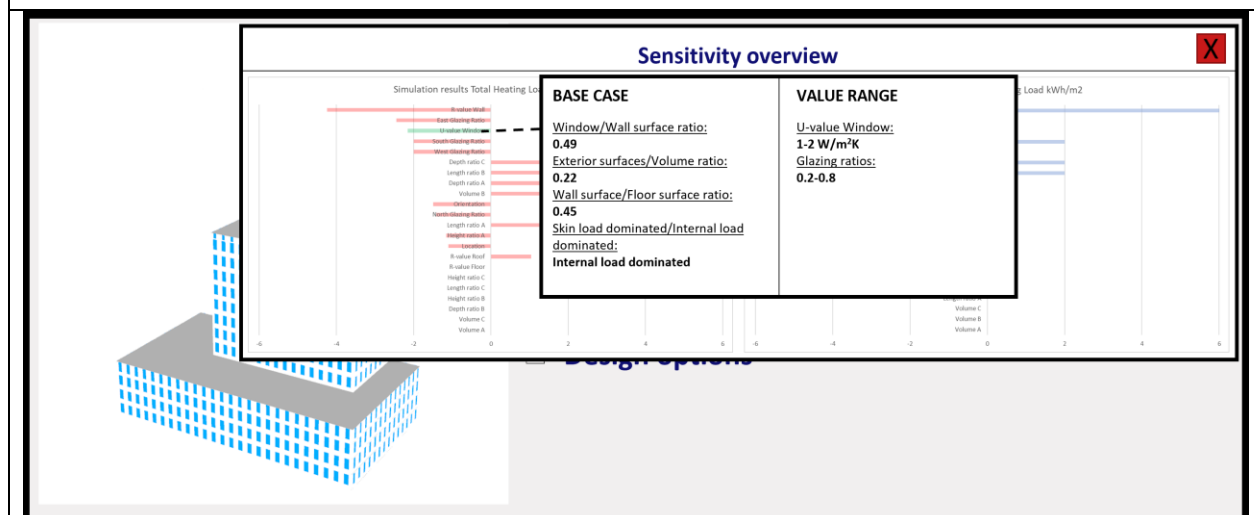 Sensitivity overview
X
Simulation results Total Heating Loa
g Load kWh/m2
BASE CASE
Window/Wall surface ratio:
0.49
Exterior surfaces/Volume ratio:
0.22
Wall surface/Floor surface ratio:
0.45
Skin load dominated/Internal load
dominated:
Internal load dominated
VALUE RANGE
U-value Window:
1-2 W/m²K
Glazing ratios:
0.2-0.8
R-value Wall
East Glazing Ratio
U-value Window
South Glazing Ratio
West Glazing Ratio
Depth ratio C
Length ratio B
Depth ratio A
Volume B
Orientation
North Glazing Ratio
Length ratio A
Height ratio A
Location
R-value Roof
R-value Floor
Height ratio C
Length ratio C
Height ratio B
Depth ratio B
Volume C
Volume A
-6 -4 -2 0 2 4 6
Volume C
Volume B
Volume A
-6 -4 -2 0 2 4 6
Design options